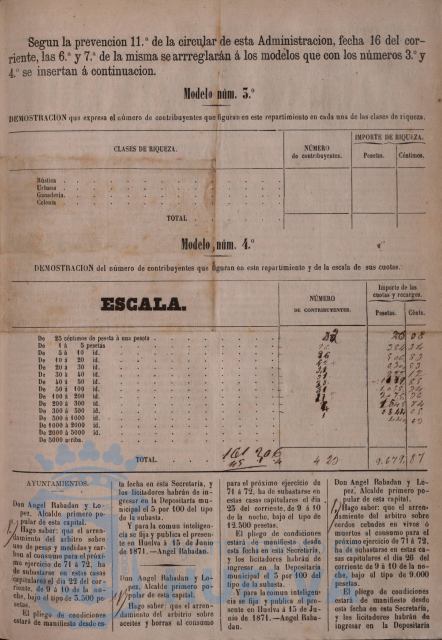 Segun la prevencion 11.ª de la circular de esta Administracion, fecha 16 del cor-
riente, las 6.ª y 7.ª de la misma se arrreglarán á los modelos que con los números 3.º y
4.º se insertan á continuacion.
Modelo núm. 3.º
DEMOSTRACION que expresa el número de contribuyentes que figuran en este repartimiento en cada una de las clases de riqueza.
CLASES DE RIQUEZA.
NÚMERO
de contribuyentes.
IMPORTE DE RIQUEZA.
Pesetas. Céntimos.
Rústica
Urbana
Ganadería.
Colonia
TOTAL
Modelo núm. 4.º
DEMOSTRACION del número de contribuyentes que figuran en este repartimiento y de la escala de sus cuotas.
ESCALA.
NÚMERO
DE CONTRIBUYENTES.
Importe de las
cuotas y recargos.
Pesetas. Cénts.
De 25 céntimos de peseta á una peseta
De 1 á 5 pesetas
De 5 á 10 id.
De 10 á 20 id.
De 20 á 30 id.
De 30 á 40 id.
De 40 á 50 id.
De 50 á 100 id.
De 100 á 200 id.
De 200 á 300 id.
De 300 á 500 id.
De 500 á 1000 id.
De 1000 á 2000 id.
De 2000 á 5000 id.
De 5000 arriba.
TOTAL. 420 9.679 87
AYUNTAMIENTOS.
Don Angel Rabadan y Lo-
pez, Alcalde primero po-
pular de esta capital.
Hago saber: que el arren-
damiento del arbitro sobre
uso de pesas y medidas y car-
bon al consumo para el próxi-
mo ejercicio de 71 á 72, ha
de subastarse en estas casas
capitulares el dia 22 del cor-
riente, de 9 á 10 de la no-
che, bajo el tipo de 3.500 pe-
setas.
El pliego de condiciones
estará de manifiesto desde es-
ta fecha en esta Secretaría, y
los licitadores habrán de in-
gresar en la Depositaria mu-
nicipal el 5 por 100 del tipo
de la subasta.
Y para la comun inteligen-
cia se fija y publica el presen-
te en Huelva á 15 de Junio
de 1871.—Angel Rabadan.
Don Angel Rabadan y Lo-
pez, Alcalde primero po-
pular de esta capital.
Hago saber: que el arren-
damiento del arbitrio sobre
aceites y borras al consumo
para el próximo ejercicio de
71 á 72, ha de subastarse en es-
tas casas capitulares el dia
25 del corriente, de 9 á 10
de la noche, bajo el tipo de
12.500 pesetas.
El pliego de condiciones
estará de manifiesto desde
esta fecha en esta Secretaría,
y los licitadores habrán de
ingresar en la Depositaria
municipal el 5 por 100 del
tipo de la subasta.
Y para la comun inteligen-
cia se fija y publica el presen-
te en Huelva á 15 de Ju-
nio de 1871.—Angel Raba-
dan.
Don Angel Rabadan y Lo-
pez, Alcalde primero po-
pular de esta capital.
Hago saber: que el arren-
damiento del arbitrio sobre
cerdos cebados en vivos ó
muertos al consumo para el
próximo ejercicio de 71 á 72,
ha de subastarse en estas ca-
sas capitulares el dia 26 del
corriente de 9 á 10 de la no-
che, bajo el tipo de 9.000
pesetas.
El pliego de condiciones
estará de manifiesto desde
esta fecha en esta Secretaría,
y los licitadores habrán de
ingresar en la Depositaria